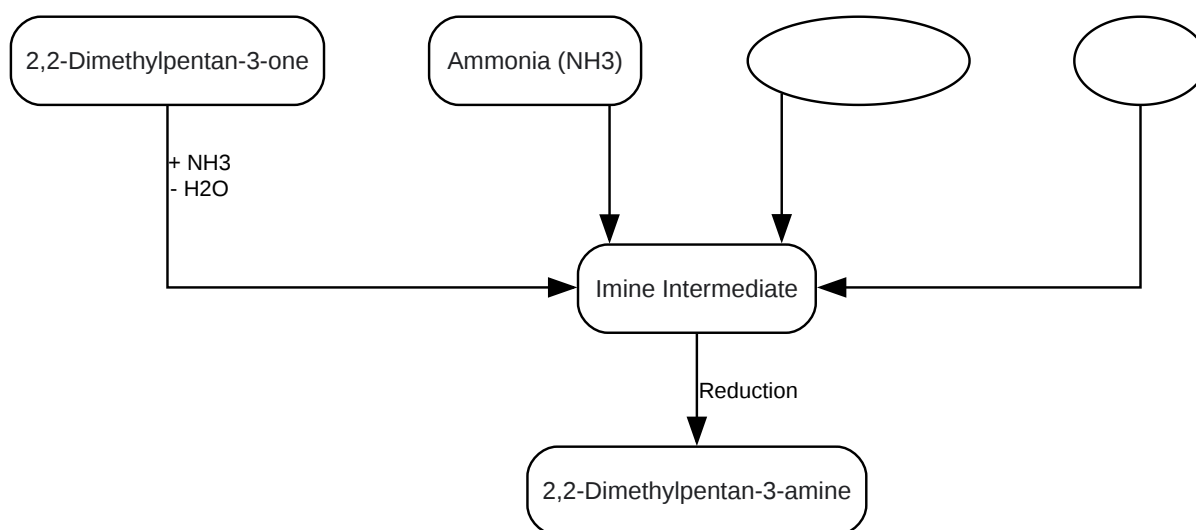 2,2-Dimethylpentan-3-one
Ammonia (NH3)
+ NH3
- H2O
Imine Intermediate
Reduction
2,2-Dimethylpentan-3-amine